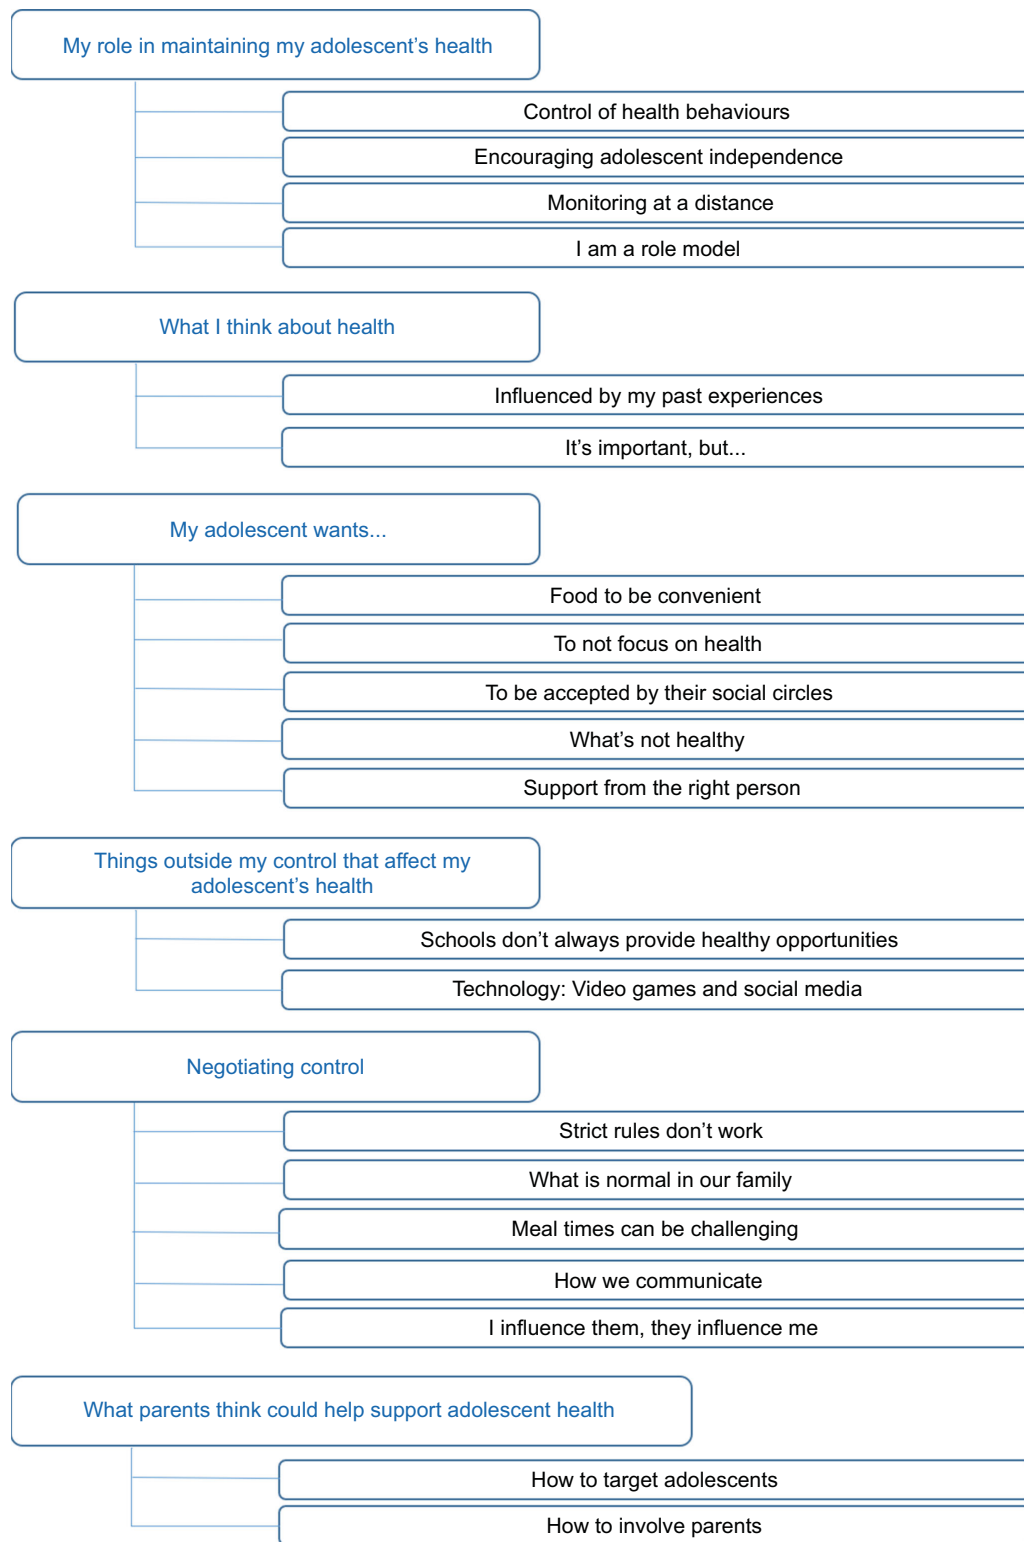 My role in maintaining my adolescent’s health
Control of health behaviours
Encouraging adolescent independence
Monitoring at a distance
I am a role model
What I think about health
Influenced by my past experiences
It’s important, but...
My adolescent wants...
Food to be convenient
To not focus on health
To be accepted by their social circles
What’s not healthy
Support from the right person
Things outside my control that affect my
adolescent’s health
Schools don’t always provide healthy opportunities
Technology: Video games and social media
Negotiating control
Strict rules don’t work
What is normal in our family
Meal times can be challenging
How we communicate
I influence them, they influence me
What parents think could help support adolescent health
How to target adolescents
How to involve parents